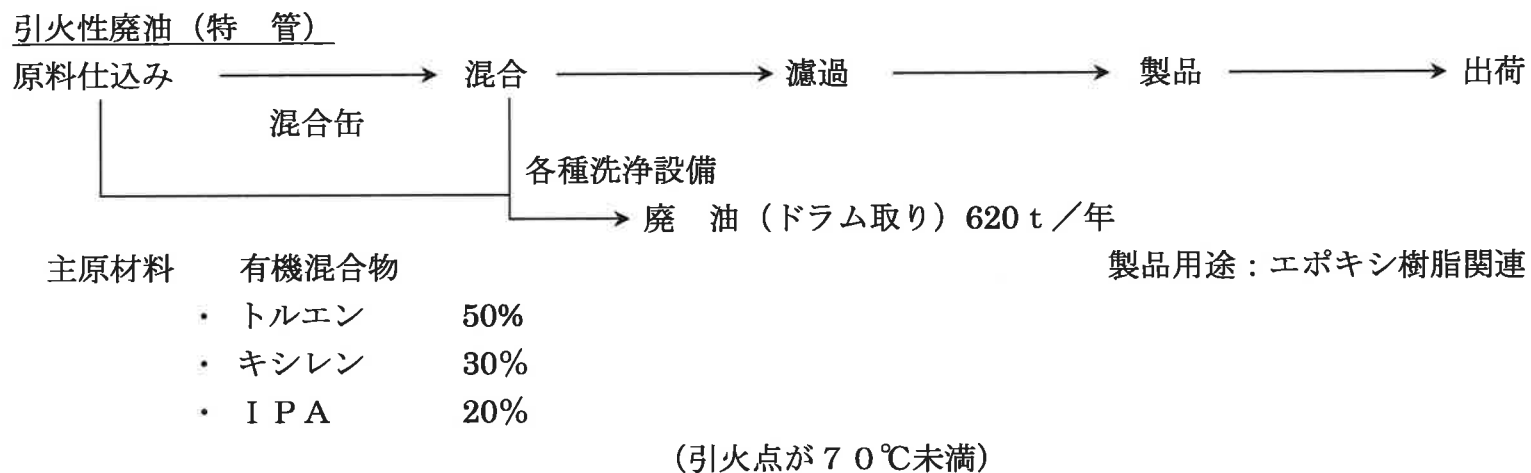 引火性廃油（特　管）
原料仕込み　混合　濾過　製品　出荷
混合缶
各種洗浄設備
廃　油（ドラム取り）620ｔ／年
主原材料　有機混合物　製品用途：エポキシ樹脂関連
・ トルエン　50%
・ キシレン　30%
・ ＩＰＡ　20%
（引火点が７０℃未満）